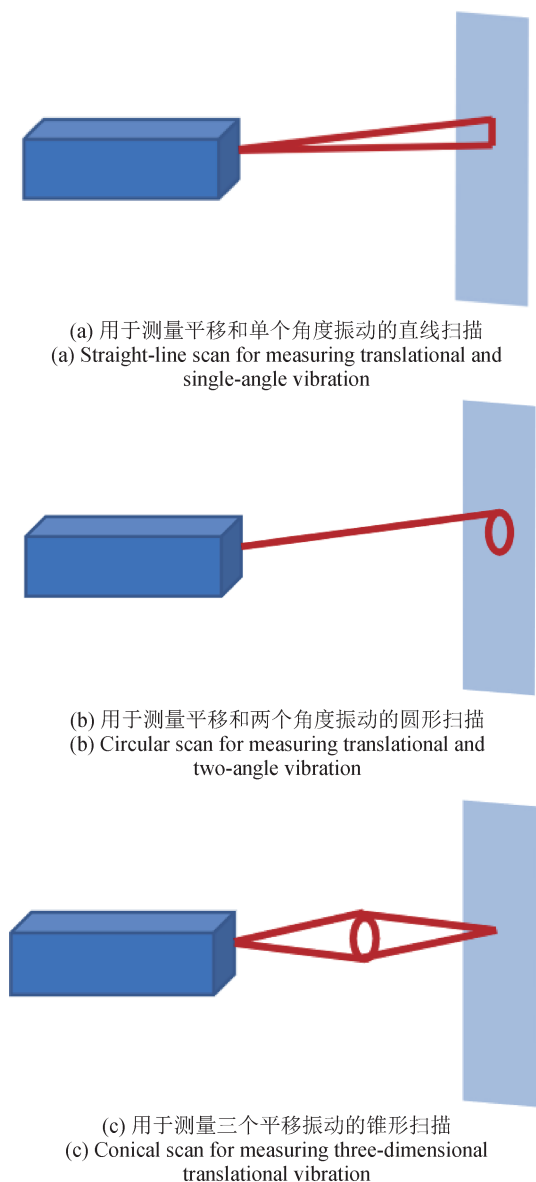 (a) 用于测量平移和单个角度振动的直线扫描
(a) Straight-line scan for measuring translational and
single-angle vibration
(b) 用于测量平移和两个角度振动的圆形扫描
(b) Circular scan for measuring translational and
two-angle vibration
(c) 用于测量三个平移振动的锥形扫描
(c) Conical scan for measuring three-dimensional
translational vibration